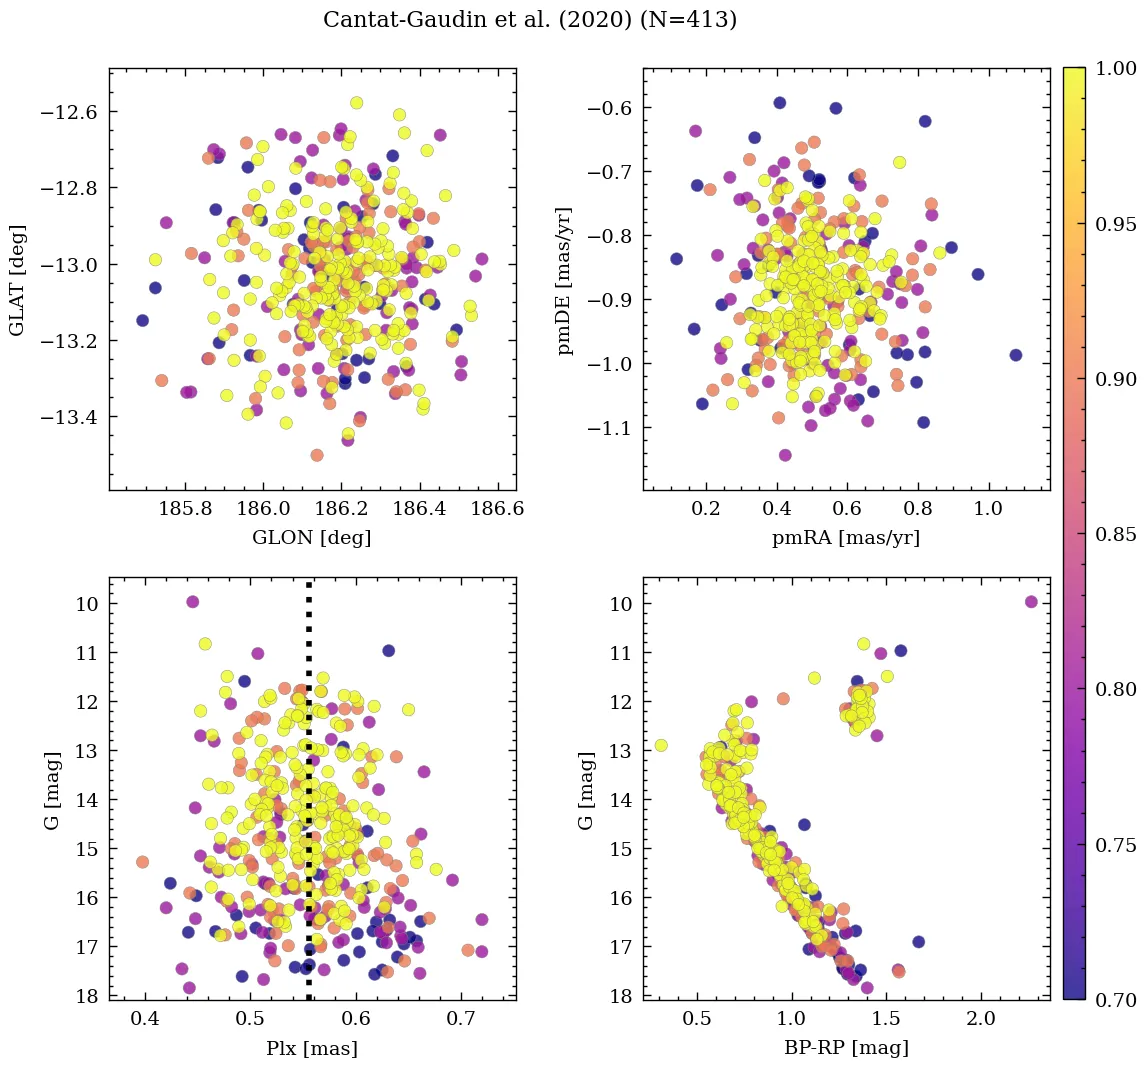 Cantat-Gaudin et al. (2020) (N=413)
−12.6
−12.8
−13.0
−13.2
−13.4
GLAT [deg]
185.8 186.0 186.2 186.4 186.6
GLON [deg]
−0.6
−0.7
−0.8
−0.9
−1.0
−1.1
pmDE [mas/yr]
0.2 0.4 0.6 0.8 1.0
pmRA [mas/yr]
10
11
12
13
14
15
16
17
18
G [mag]
0.4 0.5 0.6 0.7
Plx [mas]
10
11
12
13
14
15
16
17
18
G [mag]
0.5 1.0 1.5 2.0
BP-RP [mag]
1.00
0.95
0.90
0.85
0.80
0.75
0.70